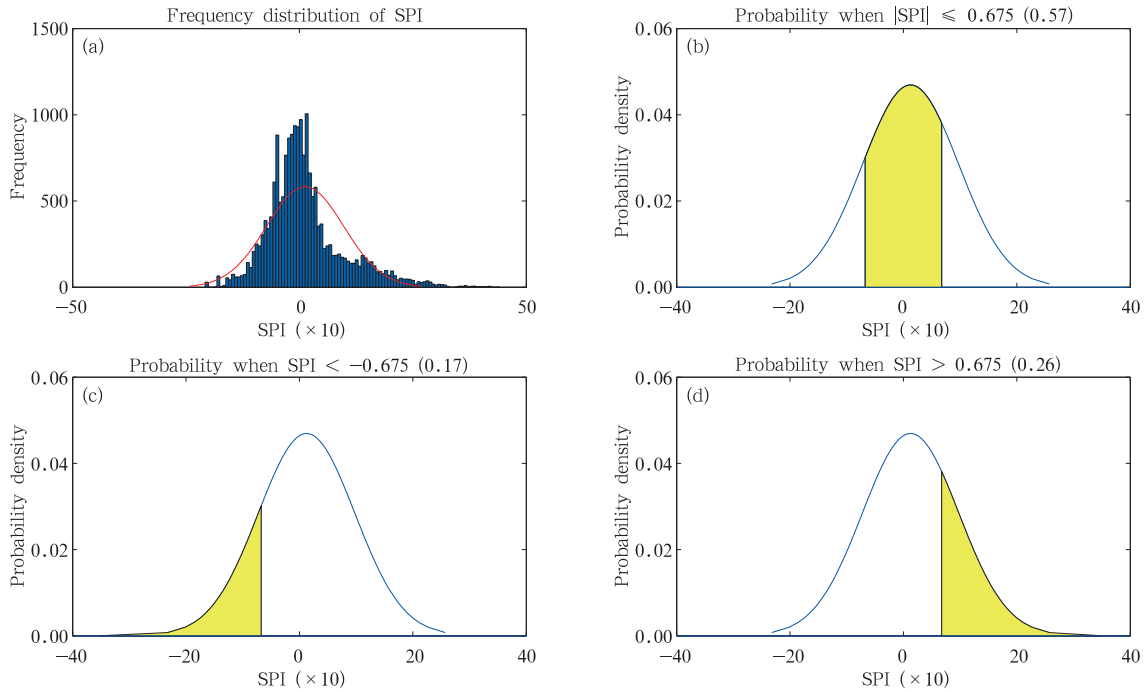 Frequency distribution of SPI
(a)
1500
1000
500
0
Frequency
−50
0
50
SPI (×10)
Probability when |SPI| ⩽ 0.675 (0.57)
(b)
0.06
0.04
0.02
0.00
Probability density
−40
−20
0
20
40
SPI (×10)
Probability when SPI < −0.675 (0.17)
(c)
0.06
0.04
0.02
0.00
Probability density
−40
−20
0
20
40
SPI (×10)
Probability when SPI > 0.675 (0.26)
(d)
0.06
0.04
0.02
0.00
Probability density
−40
−20
0
20
40
SPI (×10)